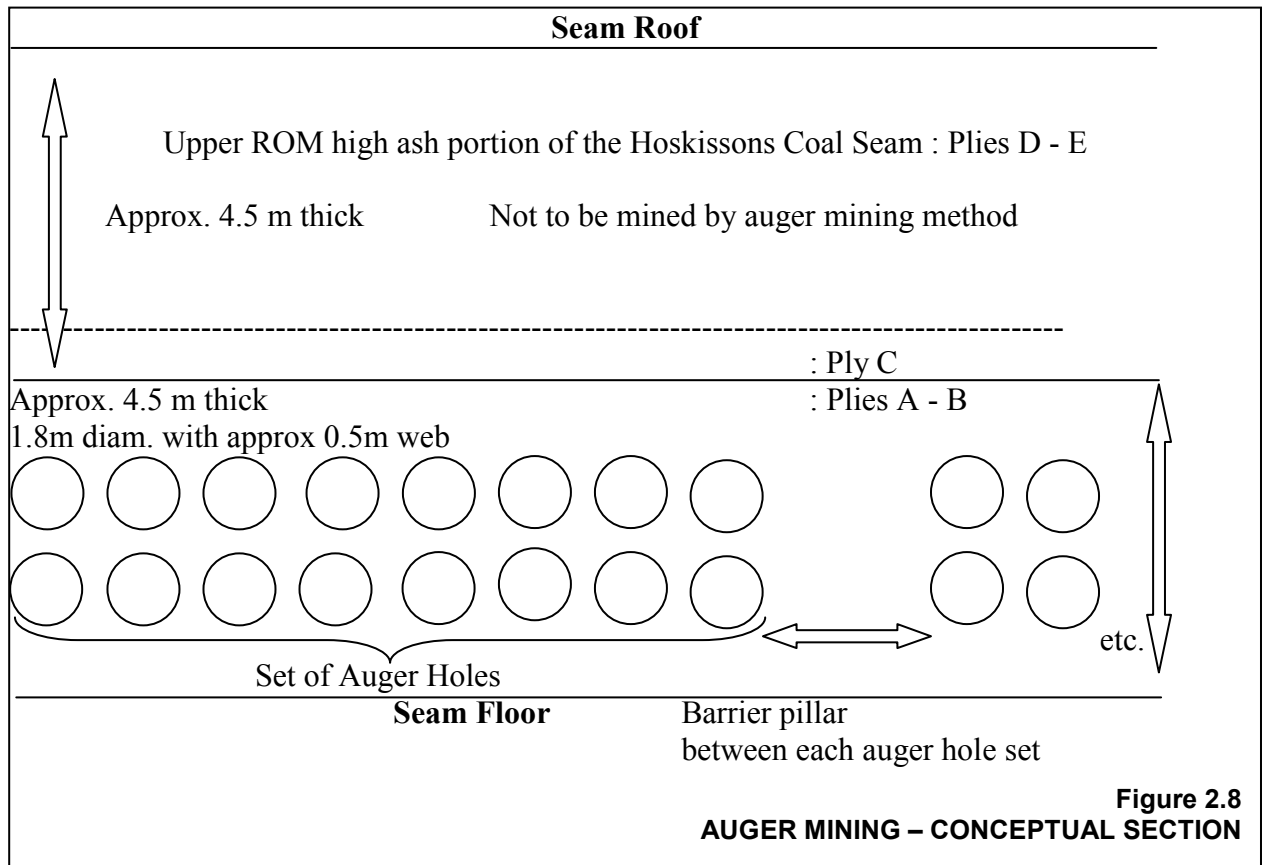 Seam Roof
Upper ROM high ash portion of the Hoskissons Coal Seam : Plies D - E
Approx. 4.5 m thick Not to be mined by auger mining method
: Ply C
Approx. 4.5 m thick : Plies A - B
1.8m diam. with approx 0.5m web
etc.
Set of Auger Holes
Seam Floor Barrier pillar
between each auger hole set
Figure 2.8
AUGER MINING – CONCEPTUAL SECTION